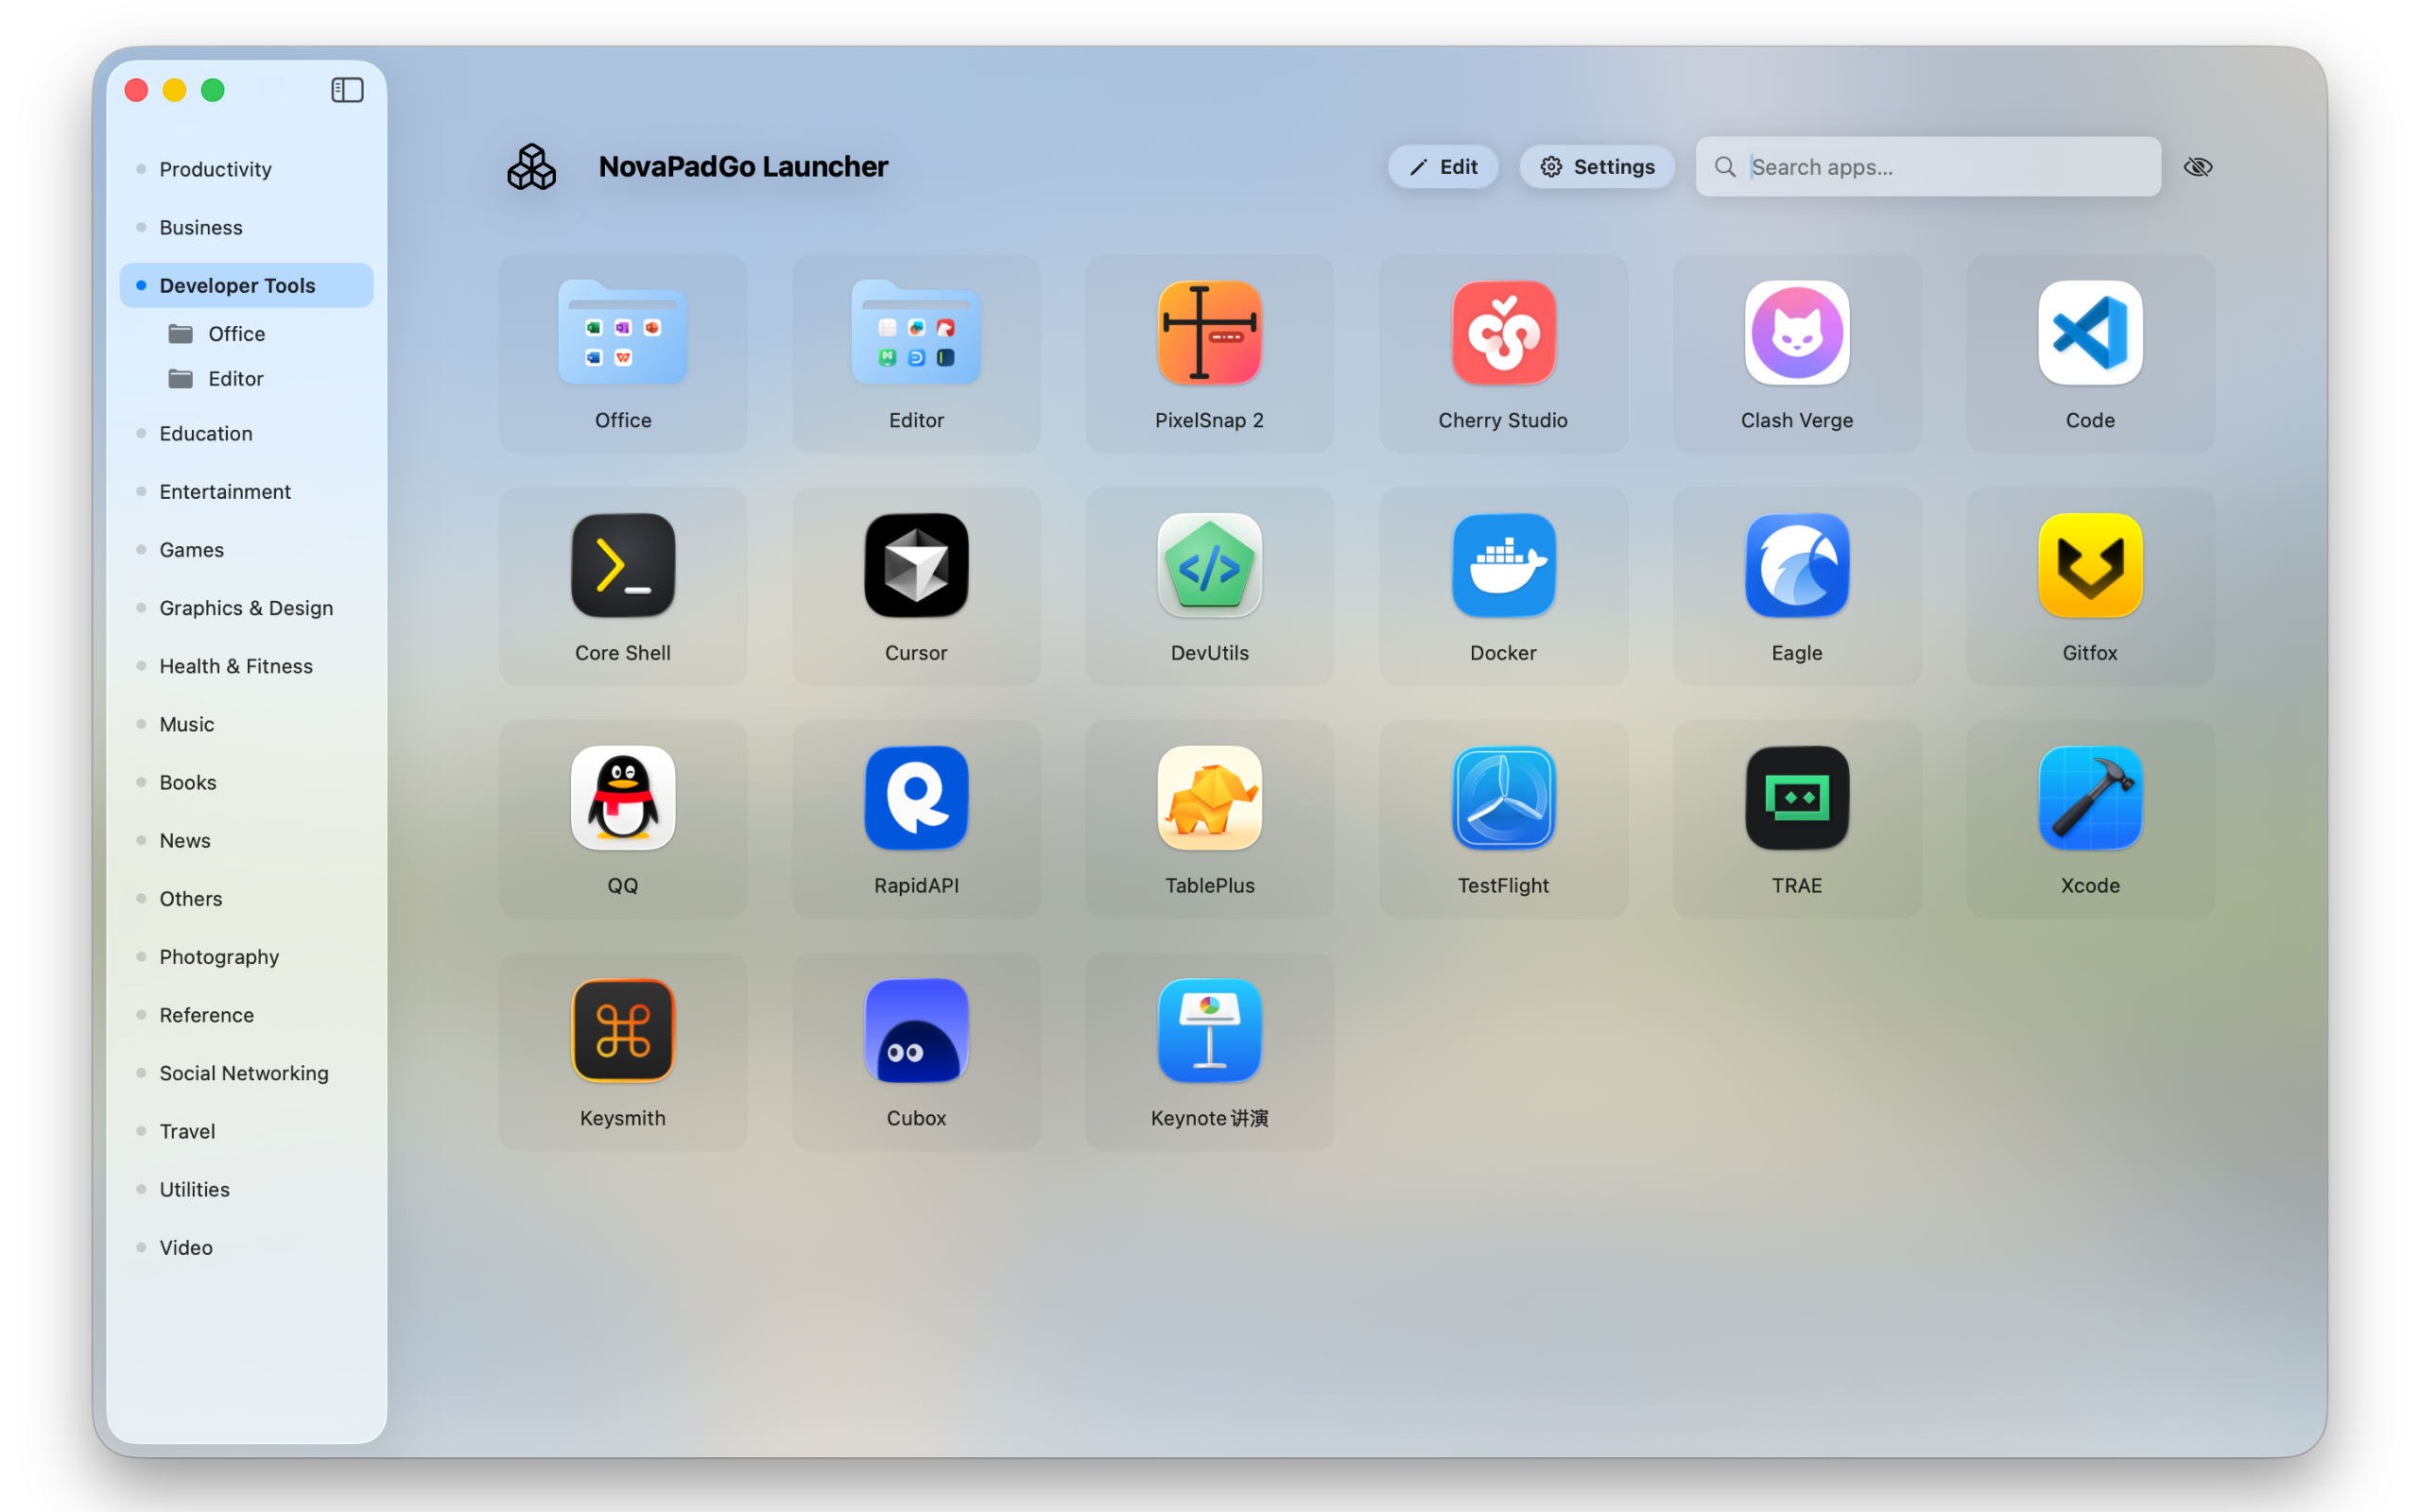 Productivity
Business
Developer Tools
Office
Editor
Education
Entertainment
Games
Graphics & Design
Health & Fitness
Music
Books
News
Others
Photography
Reference
Social Networking
Travel
Utilities
Video
NovaPadGo Launcher
Edit
Settings
Search apps...
Office
Editor
PixelSnap 2
Cherry Studio
Clash Verge
Code
Core Shell
Cursor
DevUtils
Docker
Eagle
Gitfox
QQ
RapidAPI
TablePlus
TestFlight
TRAE
Xcode
Keysmith
Cubox
Keynote 讲演